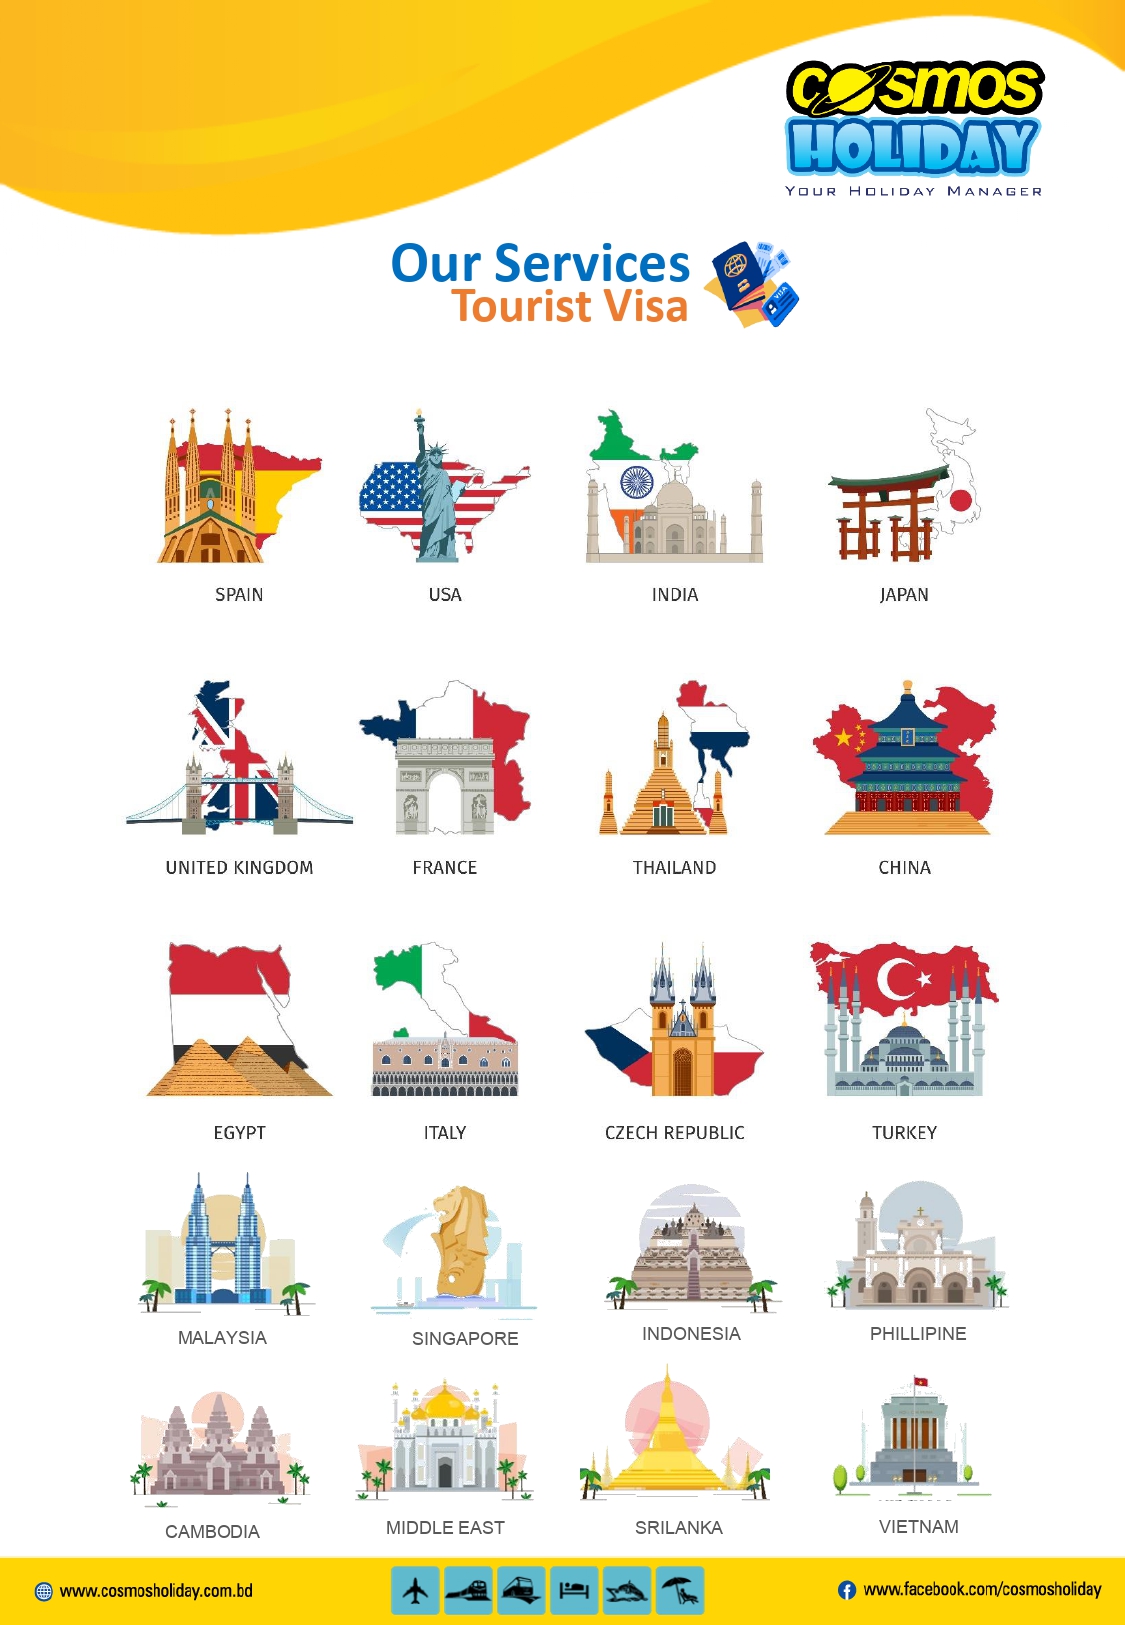 COSMOS
HOLIDAY
YOUR HOLIDAY MANAGER
Our Services
Tourist Visa
VISA
SPAIN
USA
INDIA
JAPAN
UNITED KINGDOM
FRANCE
THAILAND
CHINA
EGYPT
ITALY
CZECH REPUBLIC
TURKEY
MALAYSIA
SINGAPORE
INDONESIA
PHILLIPINE
CAMBODIA
MIDDLE EAST
SRILANKA
VIETNAM
www.cosmosholiday.com.bd
www.facebook.com/cosmosholiday